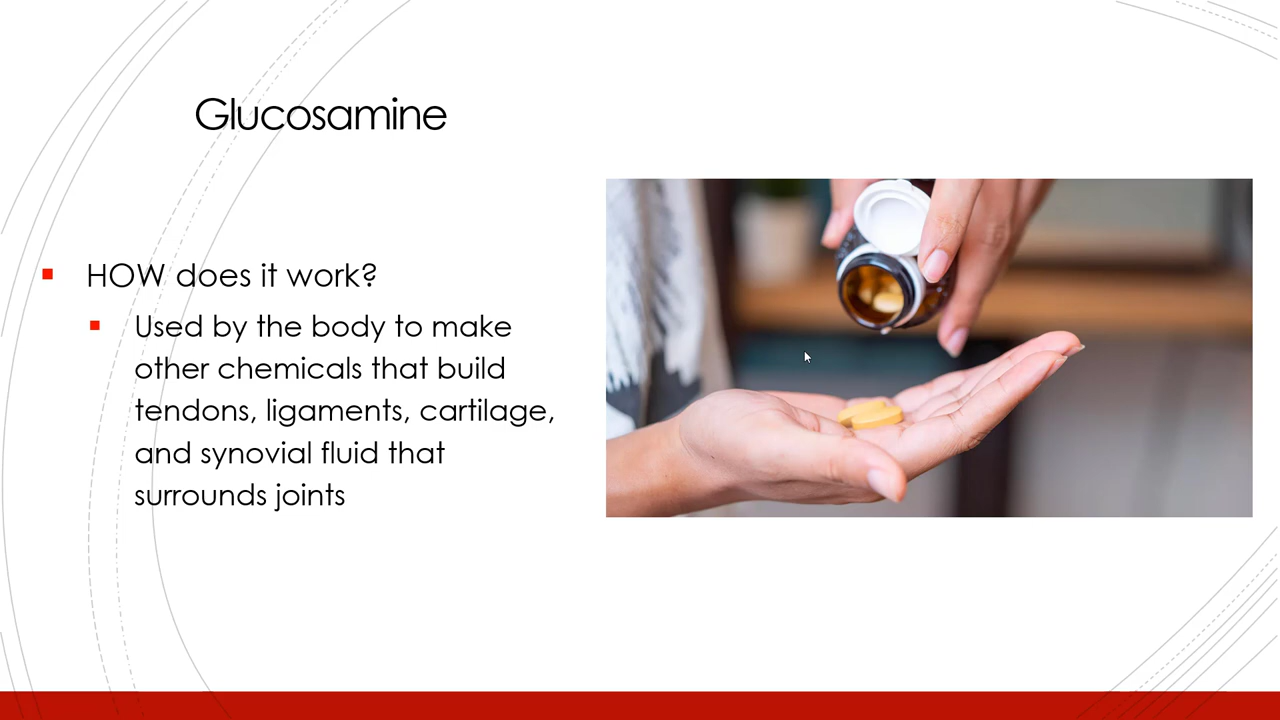 Glucosamine
HOW does it work?
Used by the body to make
other chemicals that build
tendons, ligaments, cartilage,
and synovial fluid that
surrounds joints